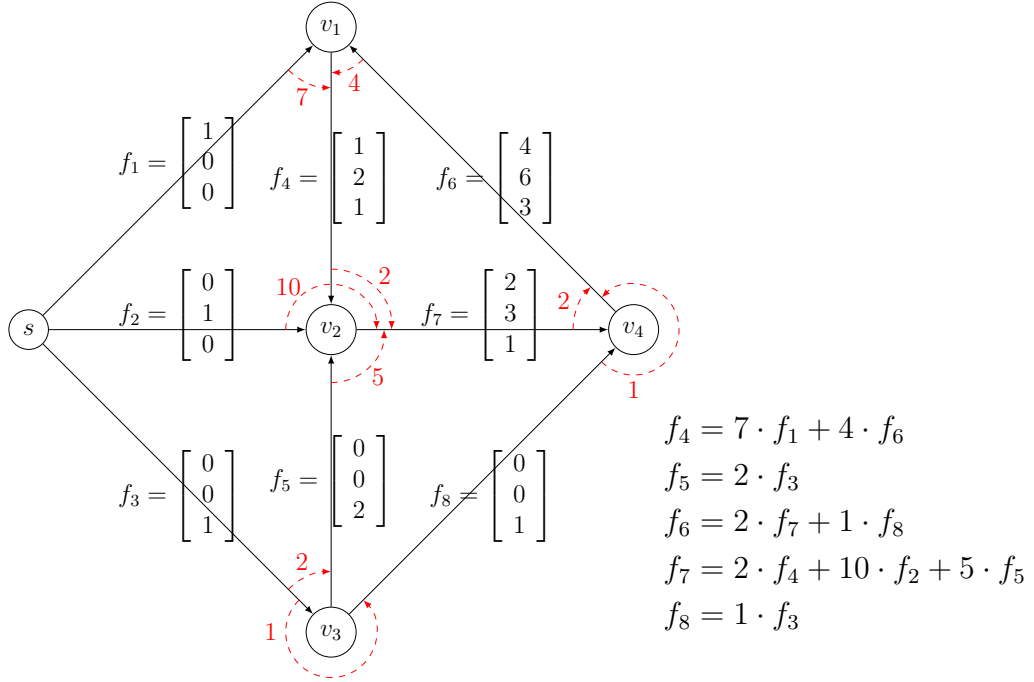 v₁
7
4
f₁ = [1 0 0]
f₄ = [1 2 1]
f₆ = [4 6 3]
10
2
f₂ = [0 1 0]
f₇ = [2 3 1]
2
s
v₂
v₄
5
1
f₃ = [0 0 1]
f₅ = [0 0 2]
f₈ = [0 0 1]
2
1
v₃
f₄ = 7 · f₁ + 4 · f₆
f₅ = 2 · f₃
f₆ = 2 · f₇ + 1 · f₈
f₇ = 2 · f₄ + 10 · f₂ + 5 · f₅
f₈ = 1 · f₃